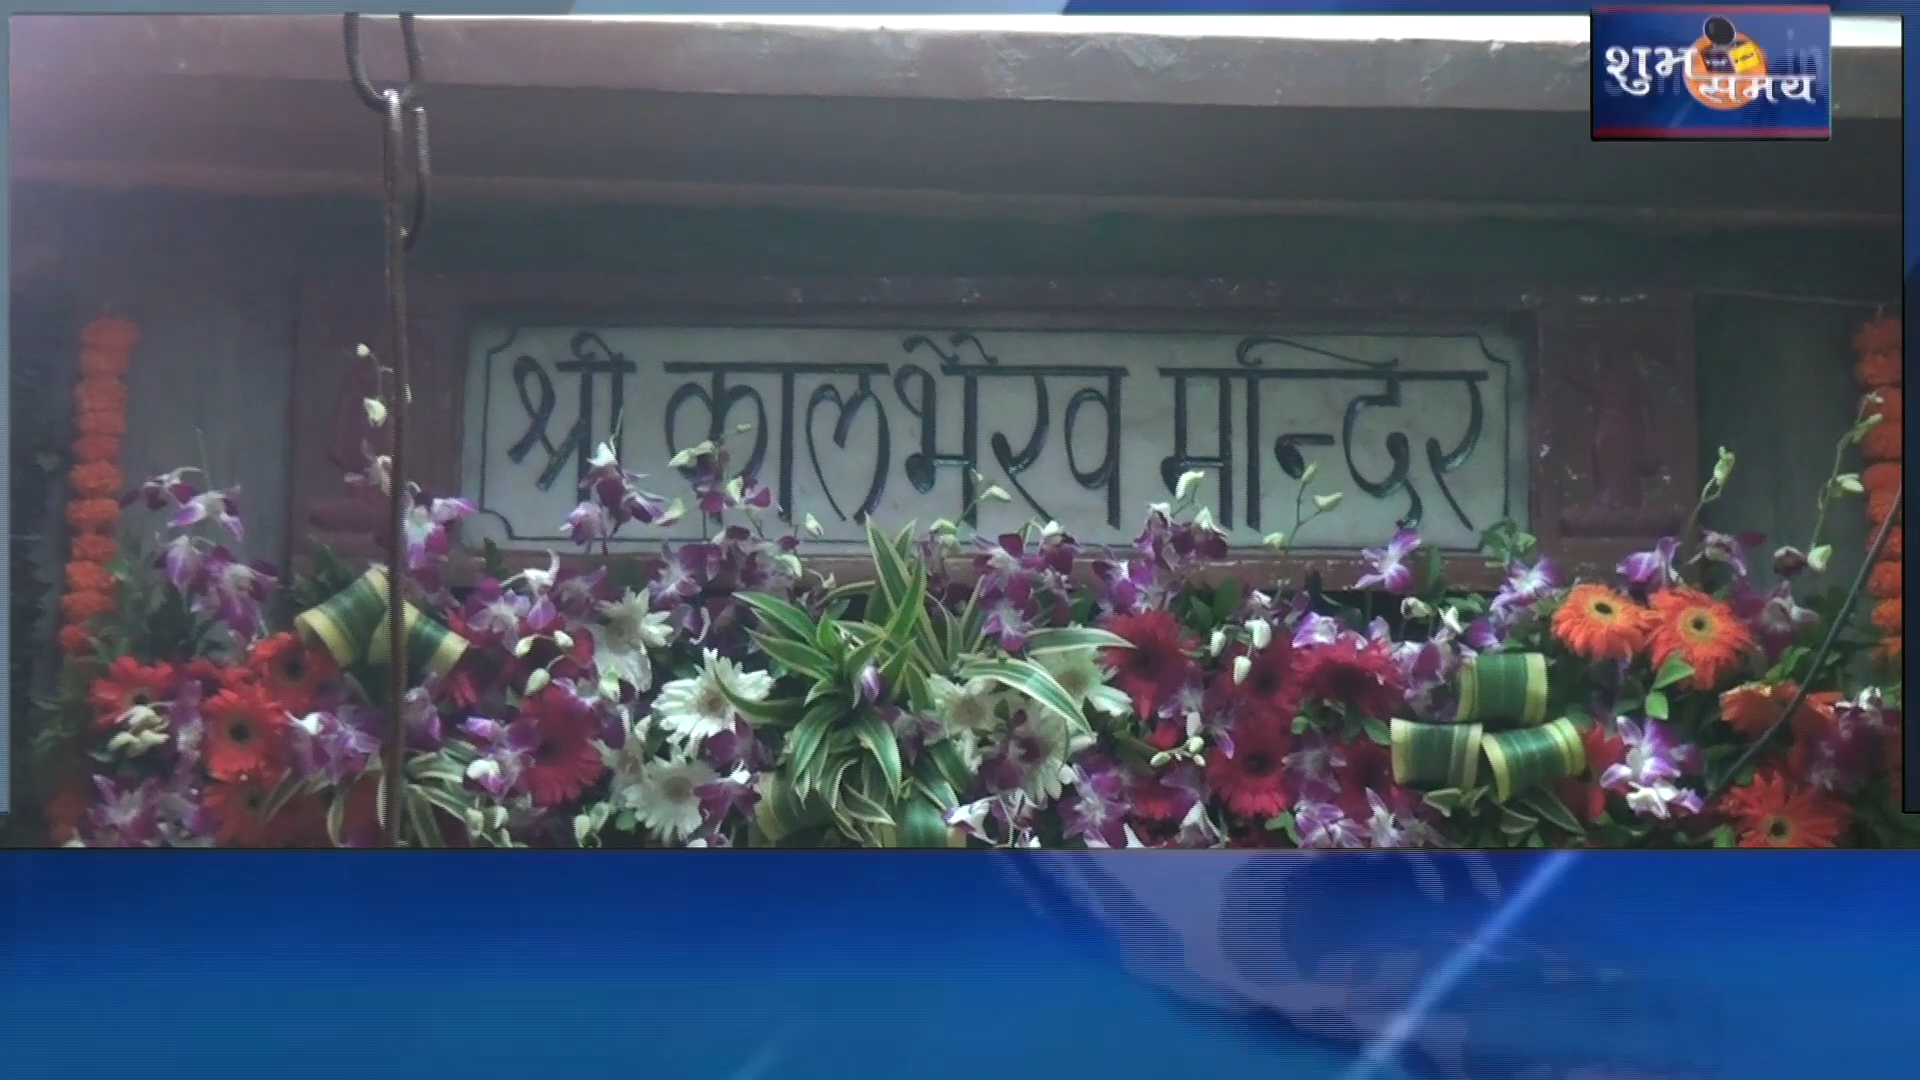 शुभ
समय
श्री कालभैरव मन्दिर